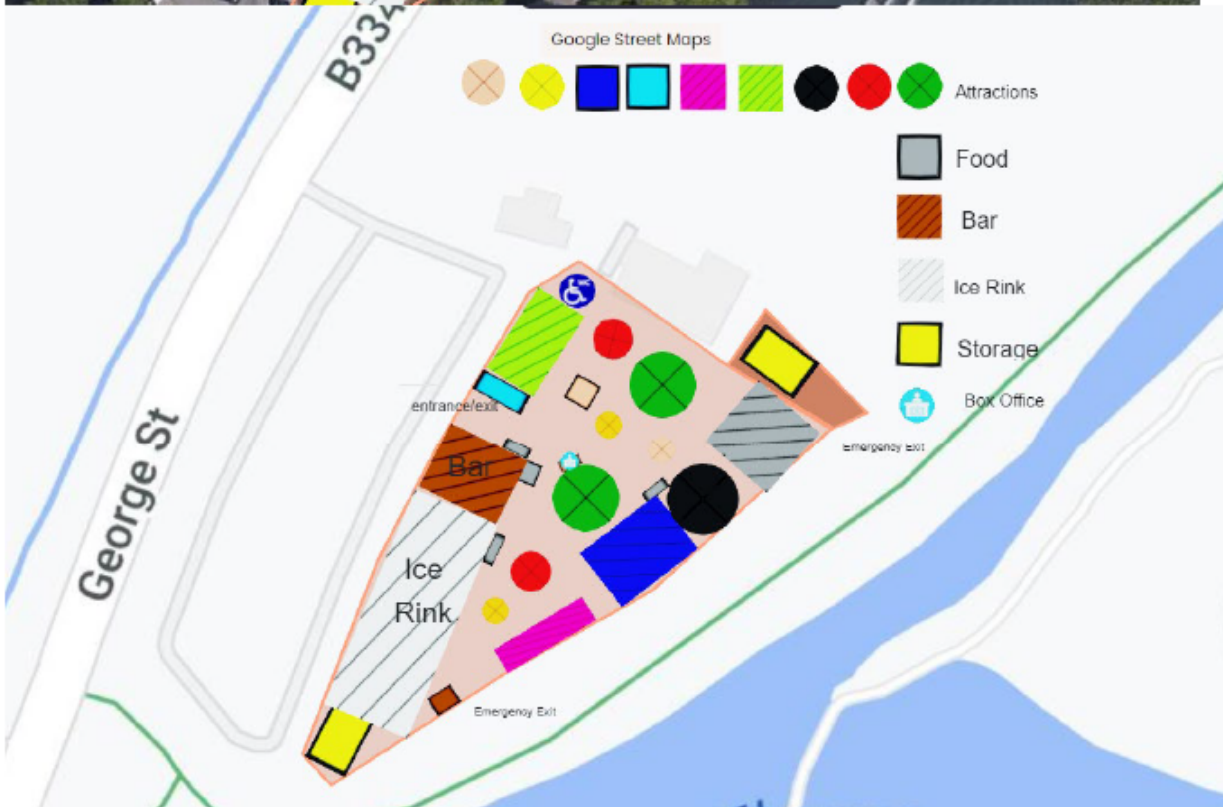 Google Street Maps
B334
Attractions
Food
Bar
Ice Rink
Storage
Box Office
entrance/exit
Emergency Exit
Bar
George St
Ice
Rink
Emergency Exit